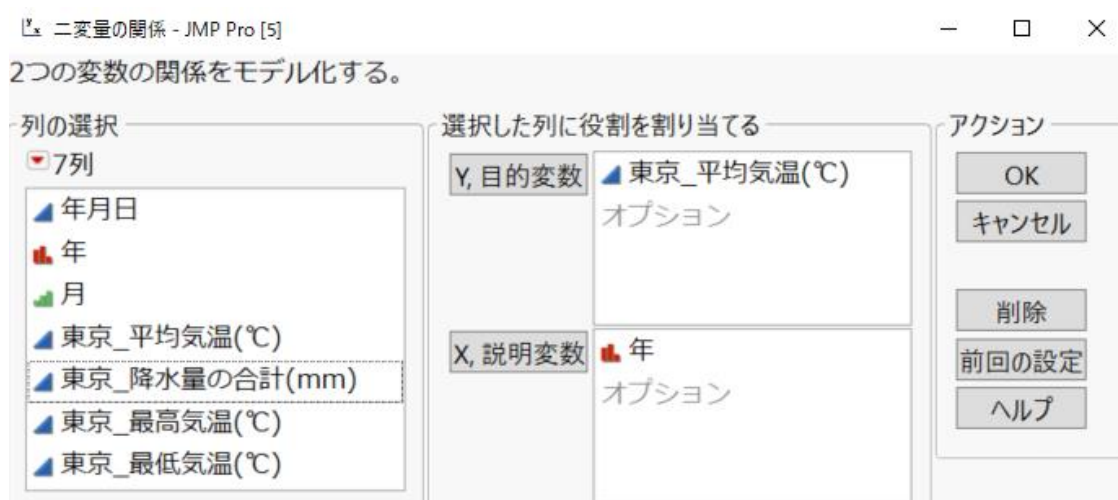 二変量の関係 - JMP Pro [5]
2つの変数の関係をモデル化する。
列の選択
7列
年月日
年
月
東京_平均気温(℃)
東京_降水量の合計(mm)
東京_最高気温(℃)
東京_最低気温(℃)
選択した列に役割を割り当てる
Y, 目的変数
東京_平均気温(℃)
オプション
X, 説明変数
年
オプション
アクション
OK
キャンセル
削除
前回の設定
ヘルプ